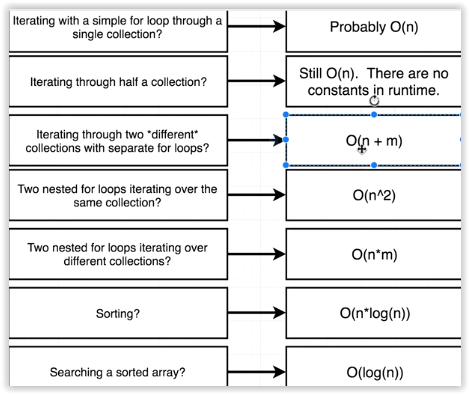 Iterating with a simple for loop through a
single collection?
Probably O(n)
Iterating through half a collection?
Still O(n). There are no
constants in runtime.
Iterating through two *different*
collections with separate for loops?
O(n + m)
Two nested for loops iterating over the
same collection?
O(n^2)
Two nested for loops iterating over
different collections?
O(n*m)
Sorting?
O(n*log(n))
Searching a sorted array?
O(log(n))